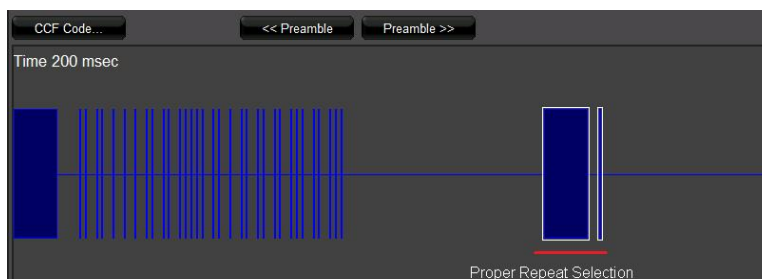 CCF Code... << Preamble Preamble >>
Time 200 msec
Proper Repeat Selection